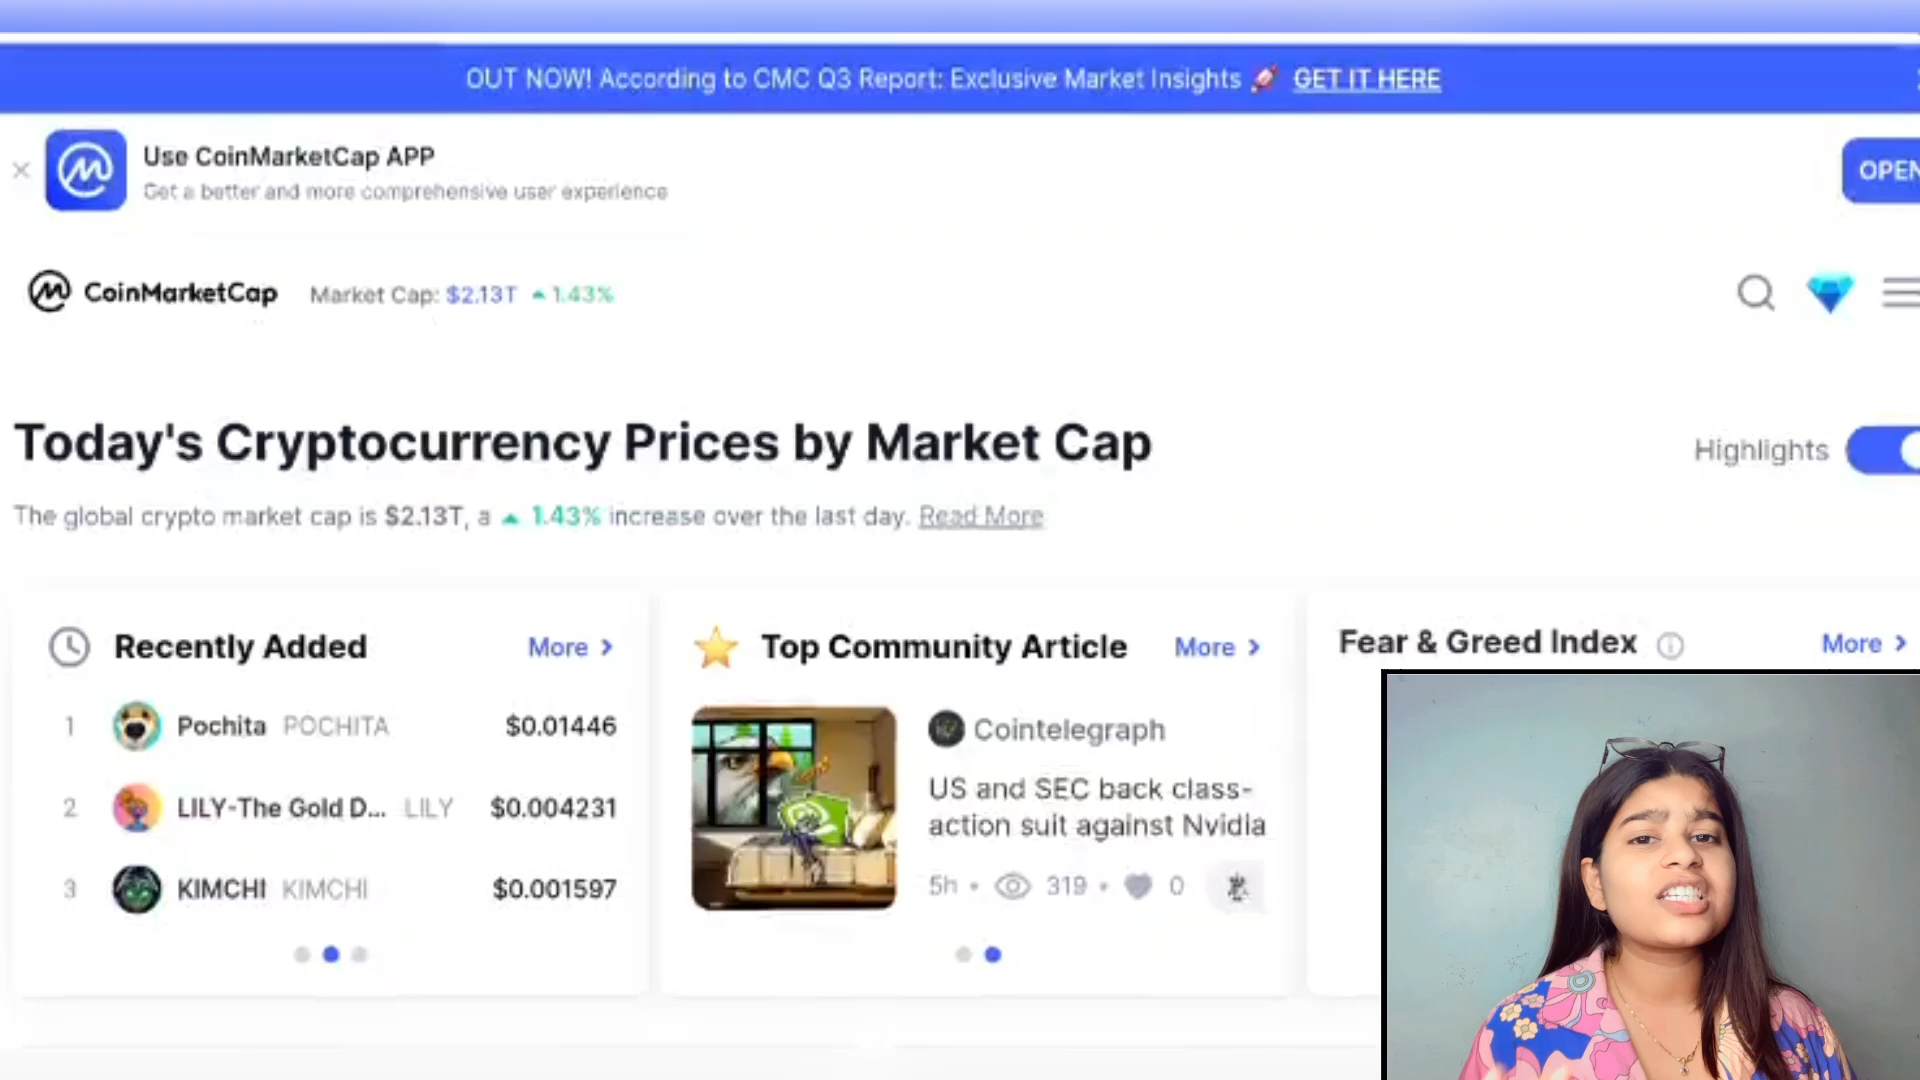 OUT NOW! According to CMC Q3 Report: Exclusive Market Insights 🚀 GET IT HERE
Use CoinMarketCap APP
Get a better and more comprehensive user experience
OPEN
CoinMarketCap Market Cap: $2.13T 1.43%
Today's Cryptocurrency Prices by Market Cap
Highlights
The global crypto market cap is $2.13T, a 1.43% increase over the last day. Read More
Recently Added More >
1 Pochita POCHITA $0.01446
2 LILY-The Gold D... LILY $0.004231
3 KIMCHI KIMCHI $0.001597
Top Community Article More >
Cointelegraph
US and SEC back class-
action suit against Nvidia
5h • 319 • 0
Fear & Greed Index More >